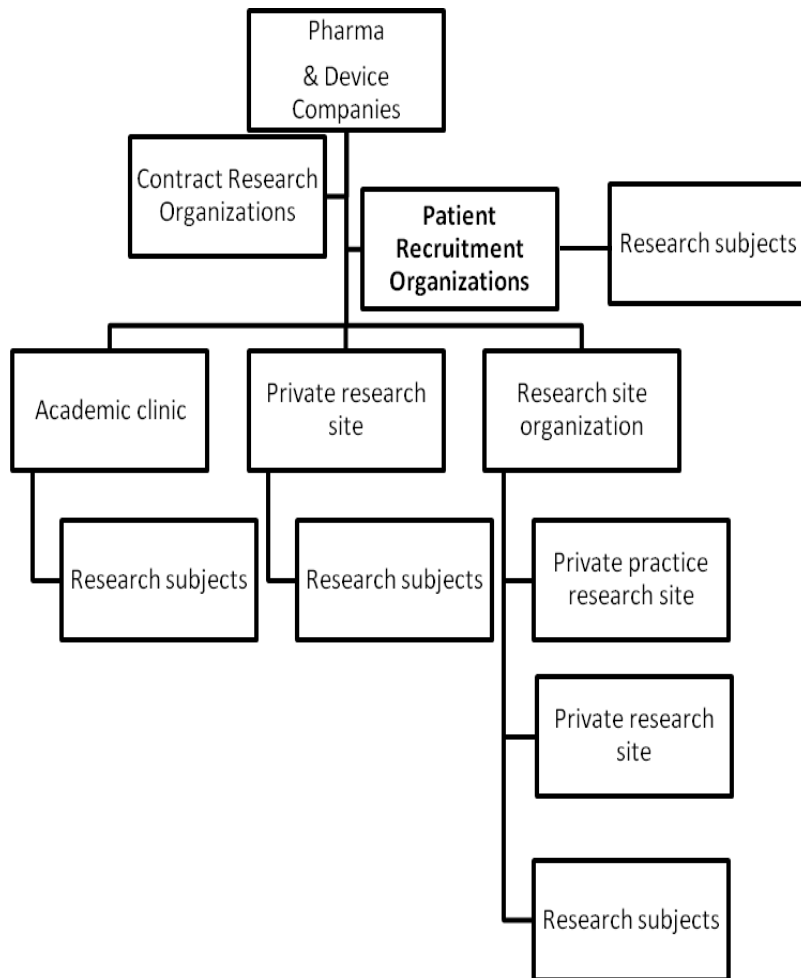 Pharma
& Device
Companies
Contract Research
Organizations
Patient
Recruitment
Organizations
Research subjects
Academic clinic
Private research
site
Research site
organization
Research subjects
Research subjects
Private practice
research site
Private research
site
Research subjects